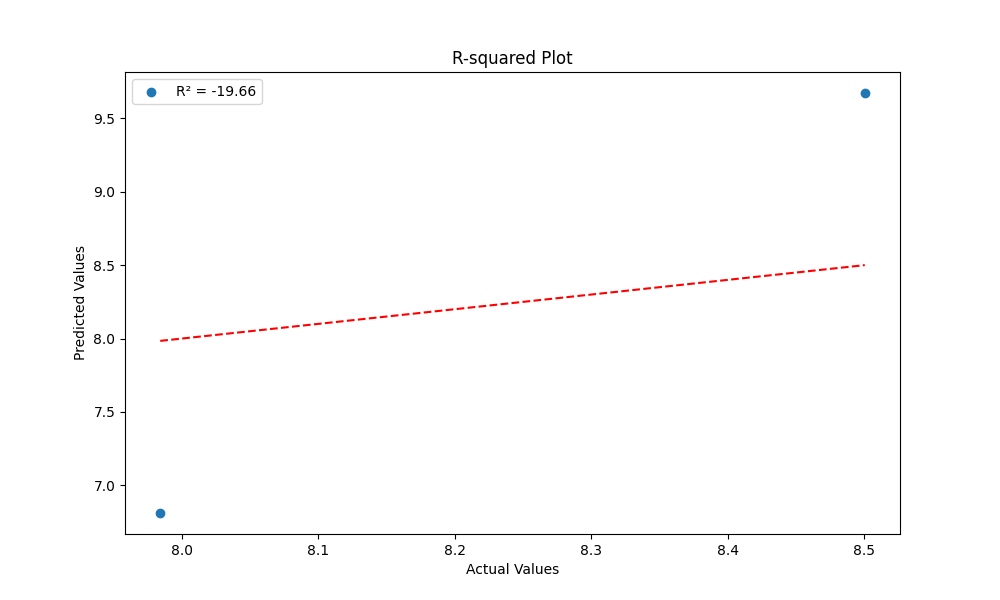 R-squared Plot
R² = -19.66
9.5
9.0
8.5
8.0
7.5
7.0
Predicted Values
8.0 8.1 8.2 8.3 8.4 8.5
Actual Values